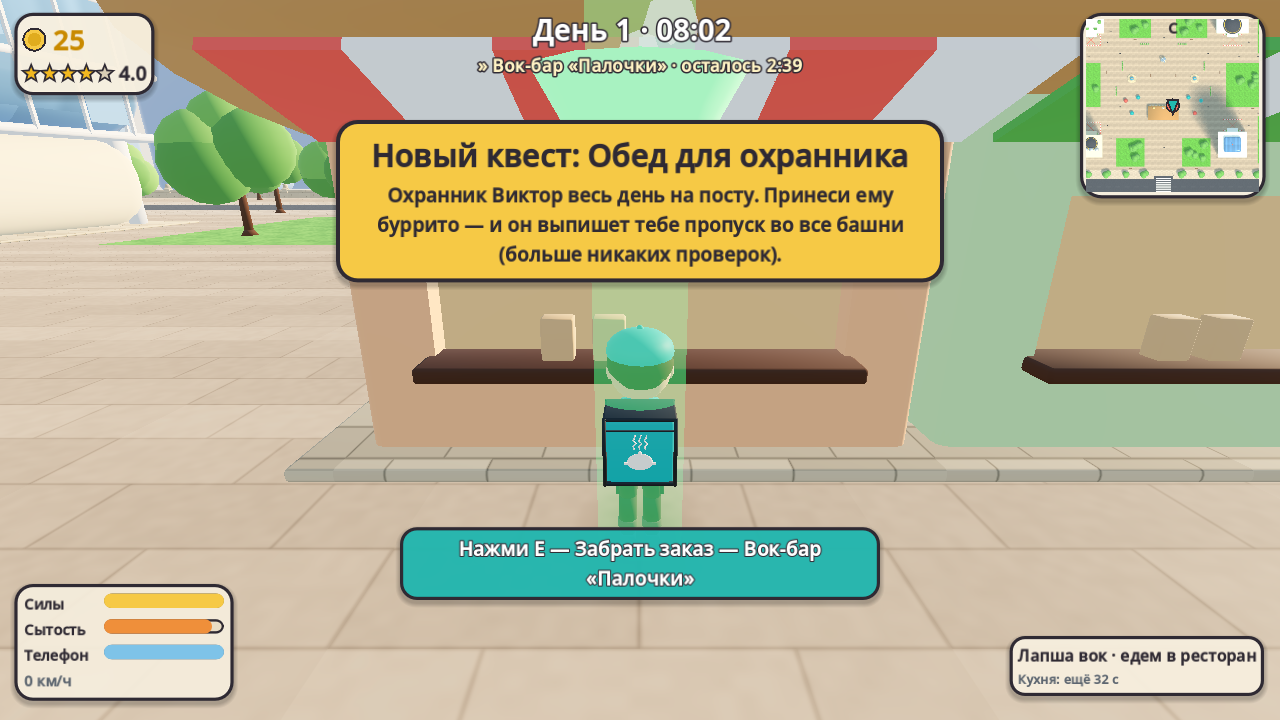 25
4.0
День 1 · 08:02
» Вок-бар «Палочки» · осталось 2:39
С
Новый квест: Обед для охранника
Охранник Виктор весь день на посту. Принеси ему
буррито — и он выпишет тебе пропуск во все башни
(больше никаких проверок).
Нажми E — Забрать заказ — Вок-бар
«Палочки»
Силы
Сытость
Телефон
0 км/ч
Лапша вок · едем в ресторан
Кухня: ещё 32 с